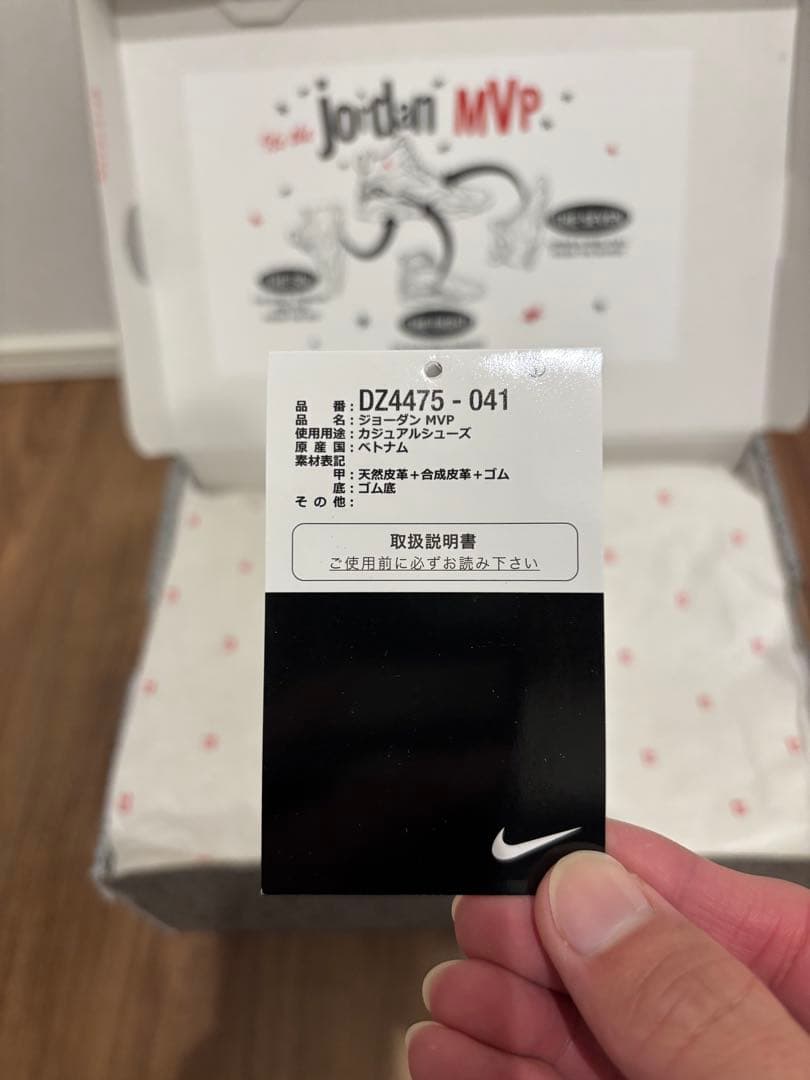 jordan MVP
品 番：DZ4475 - 041
品 名：ジョーダン MVP
使用用途：カジュアルシューズ
原 産 国：ベトナム
素材表記
甲：天然皮革＋合成皮革＋ゴム
底：ゴム底
そ の 他：
取扱説明書
ご使用前に必ずお読み下さい